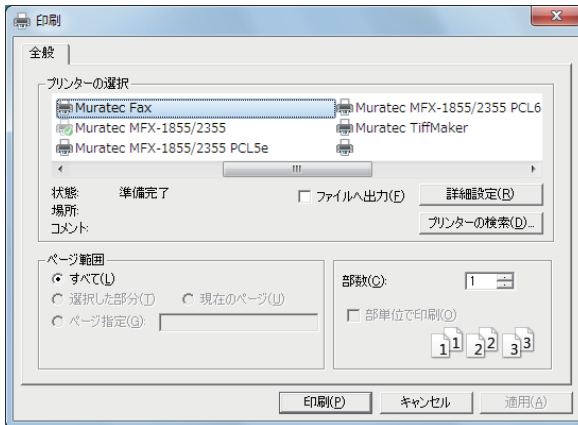 印刷
全般
プリンターの選択
Muratec Fax
Muratec MFX-1855/2355
Muratec MFX-1855/2355 PCL5e
Muratec MFX-1855/2355 PCL6
Muratec TiffMaker
状態: 準備完了
場所:
コメント:
ファイルへ出力(F)
詳細設定(R)
プリンターの検索(D)...
ページ範囲
すべて(L)
選択した部分(T) 現在のページ(U)
ページ指定(G):
部数(C): 1
部単位で印刷(O)
1 1 2 2 3 3
印刷(P) キャンセル 適用(A)